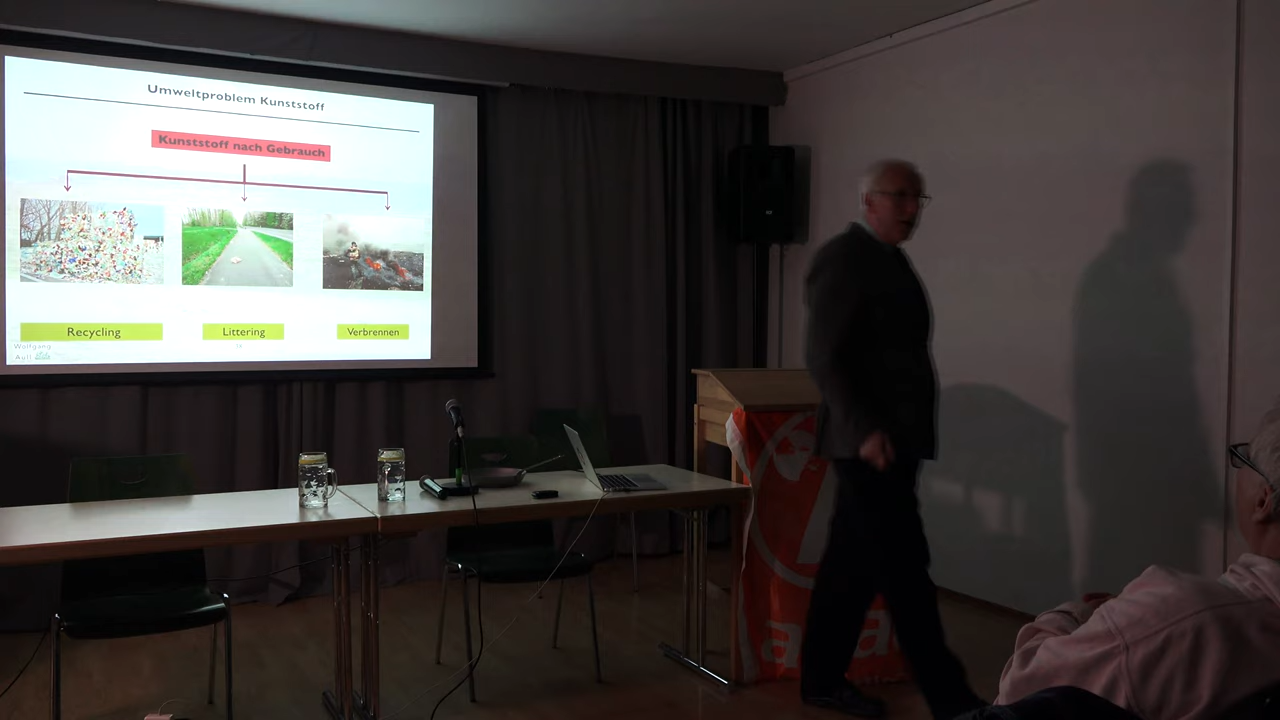 Umweltproblem Kunststoff
Kunststoff nach Gebrauch
Recycling
Littering
Verbrennen
Wolfgang